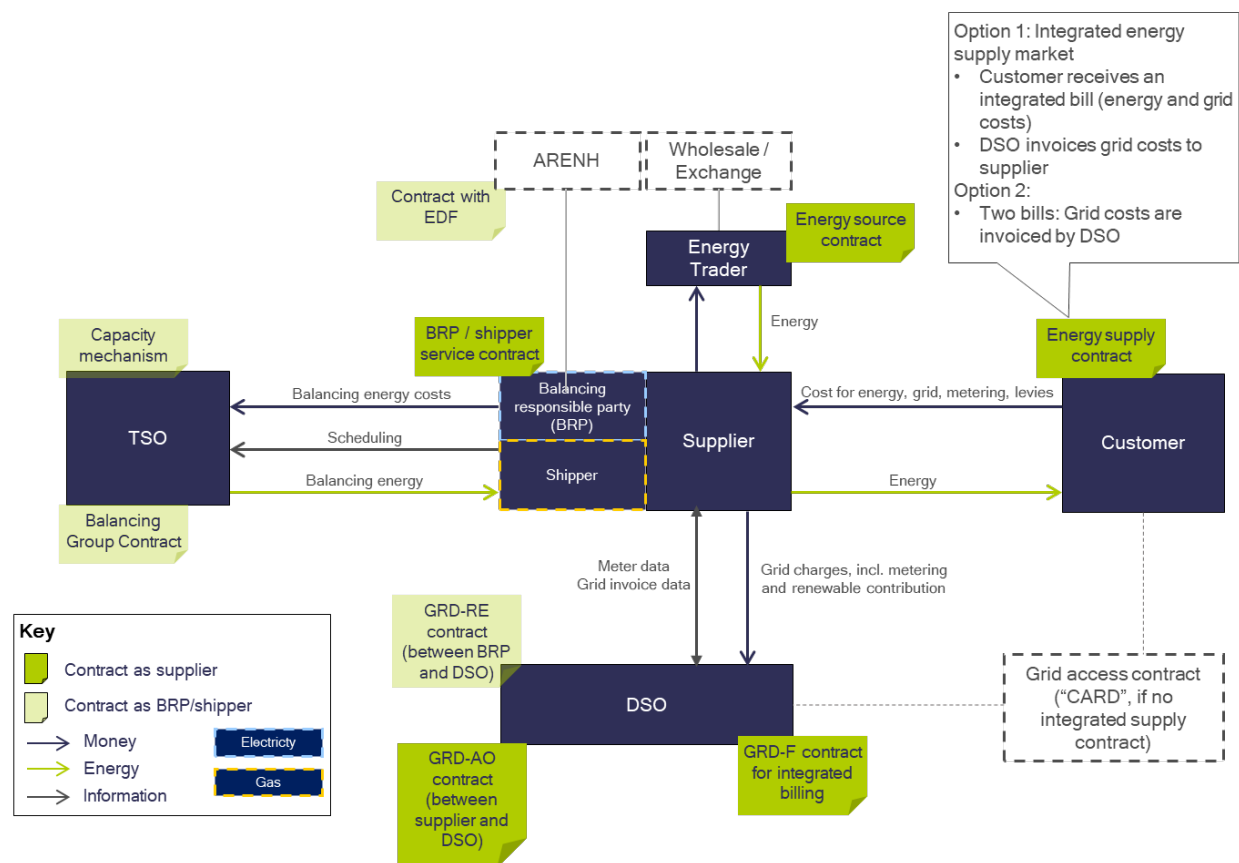 Option 1: Integrated energy
supply market
• Customer receives an
integrated bill (energy and grid
costs)
• DSO invoices grid costs to
supplier
Option 2:
• Two bills: Grid costs are
invoiced by DSO
ARENH
Wholesale /
Exchange
Contract with
EDF
Energy source
contract
Energy
Trader
Energy
Capacity
mechanism
BRP / shipper
service contract
Energy supply
contract
TSO
Balancing energy costs
Scheduling
Balancing energy
Balancing
responsible party
(BRP)
Shipper
Supplier
Cost for energy, grid, metering, levies
Energy
Customer
Balancing
Group Contract
Meter data
Grid invoice data
Grid charges, incl. metering
and renewable contribution
GRD-RE
contract
(between BRP
and DSO)
DSO
Grid access contract
(“CARD”, if no
integrated supply
contract)
GRD-AO
contract
(between
supplier and
DSO)
GRD-F contract
for integrated
billing
Key
Contract as supplier
Contract as BRP/shipper
Money
Energy
Information
Electricty
Gas